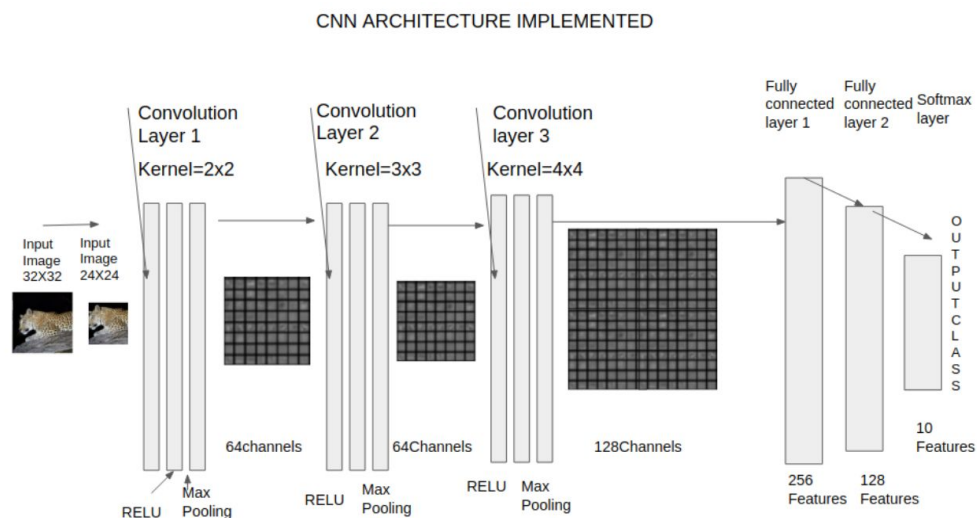 CNN ARCHITECTURE IMPLEMENTED
Convolution
Layer 1
Kernel=2x2
Convolution
Layer 2
Kernel=3x3
Convolution
layer 3
Kernel=4x4
Fully
connected
layer 1
Fully
connected
layer 2
Softmax
layer
Input
Image
32X32
Input
Image
24X24
64channels
64Channels
128Channels
RELU
Max
Pooling
RELU
Max
Pooling
RELU
Max
Pooling
256
Features
128
Features
10
Features
O
U
T
P
U
T
C
L
A
S
S